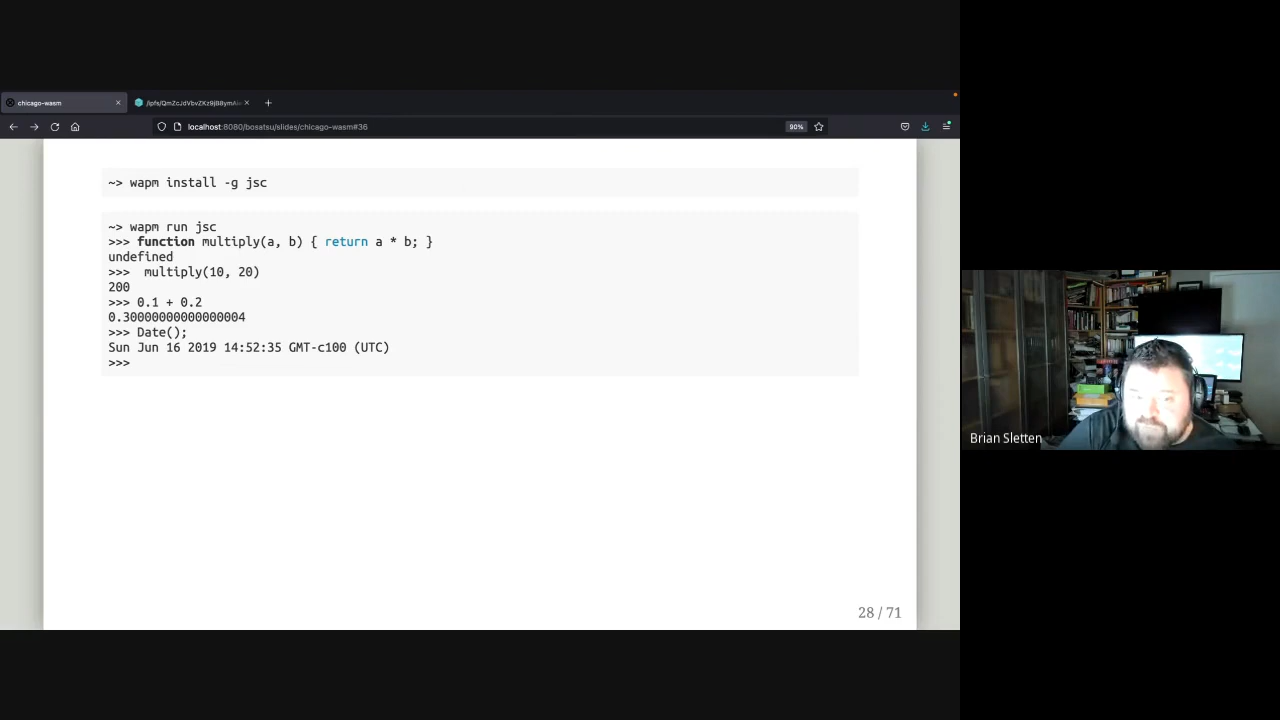 chicago-wasm
localhost:8080/bosatsu/slides/chicago-wasm#36
90%
~> wapm install -g jsc
~> wapm run jsc
>>> function multiply(a, b) { return a * b; }
undefined
>>>  multiply(10, 20)
200
>>> 0.1 + 0.2
0.30000000000000004
>>> Date();
Sun Jun 16 2019 14:52:35 GMT-c100 (UTC)
>>>
28 / 71
Brian Sletten